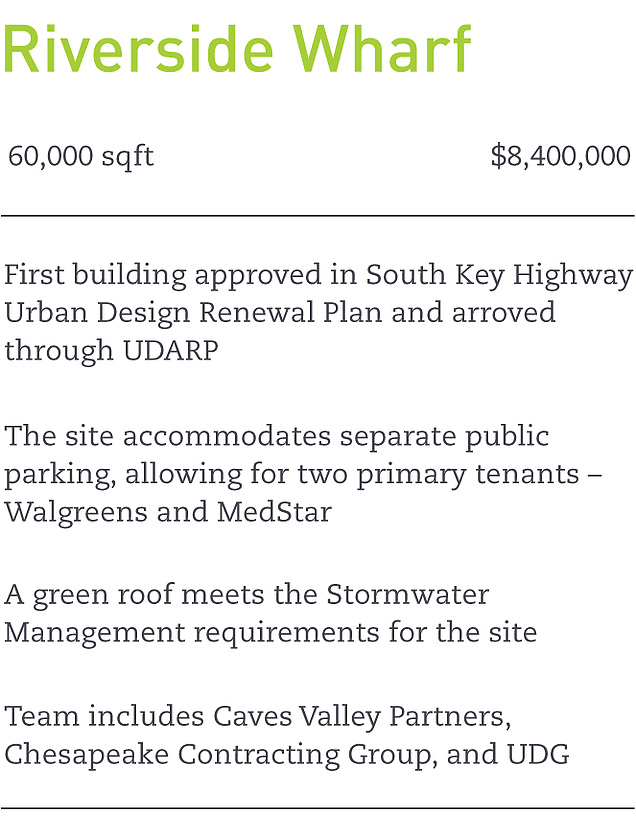 Riverside Wharf
60,000 sqft $8,400,000
First building approved in South Key Highway
Urban Design Renewal Plan and arroved
through UDARP
The site accommodates separate public
parking, allowing for two primary tenants –
Walgreens and MedStar
A green roof meets the Stormwater
Management requirements for the site
Team includes Caves Valley Partners,
Chesapeake Contracting Group, and UDG